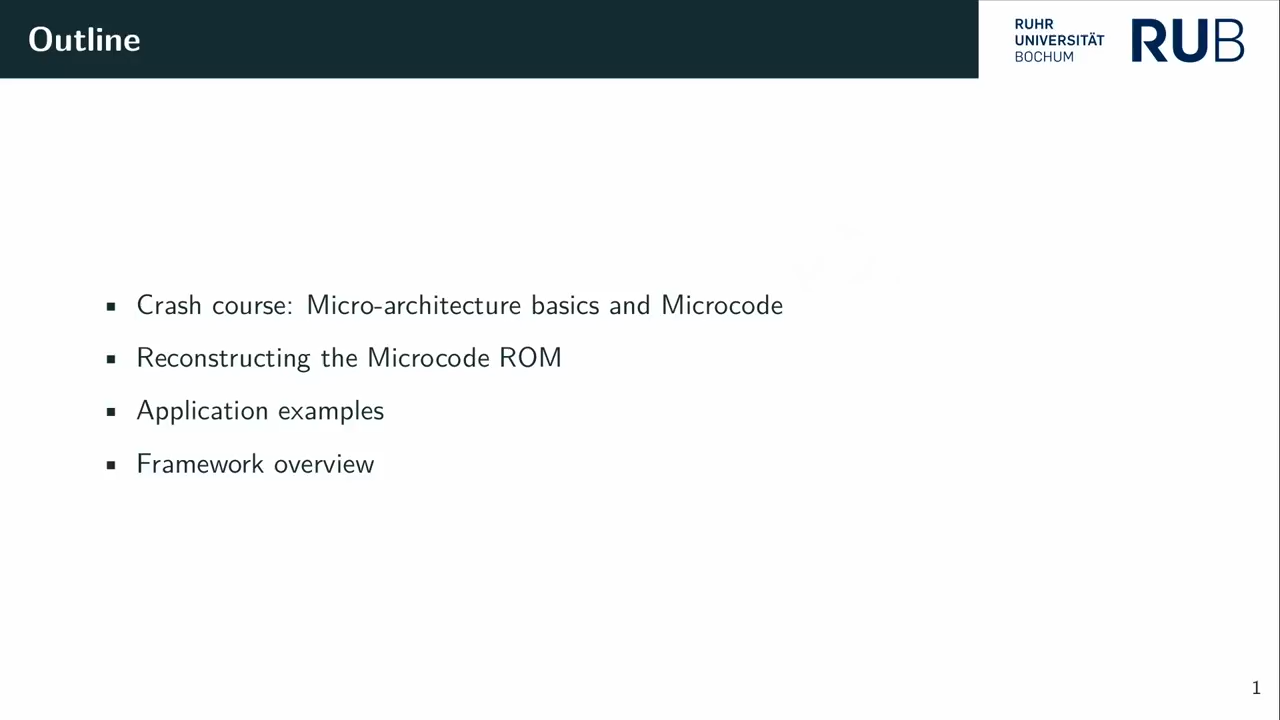 Outline
RUHR
UNIVERSITÄT
BOCHUM
RUB
Crash course: Micro-architecture basics and Microcode
Reconstructing the Microcode ROM
Application examples
Framework overview
1